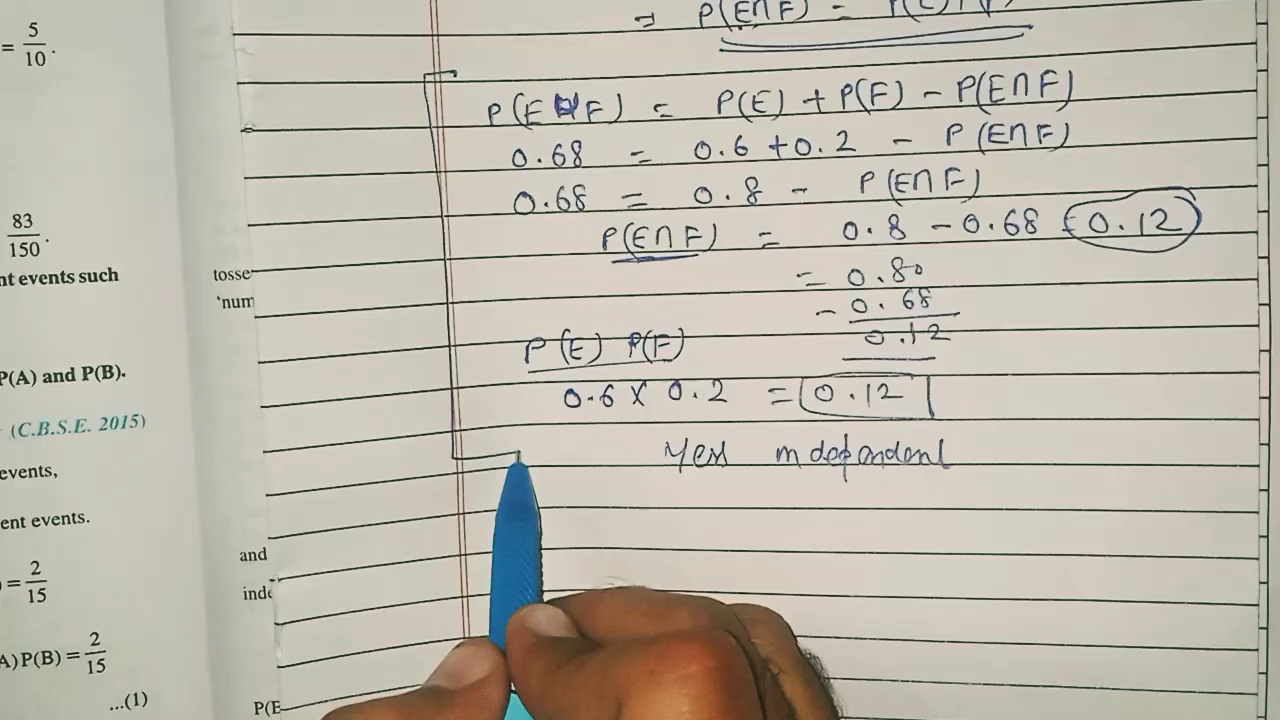 = 5/10.
83/150.
nt events such
P(A) and P(B).
(C.B.S.E. 2015)
events,
ent events.
= 2/15
A) P(B) = 2/15
...(1)
tosse
'num
and
inde
P(E
= P(E∩F) =
P(E∪F) = P(E) + P(F) - P(E∩F)
0.68 = 0.6 + 0.2 - P(E∩F)
0.68 = 0.8 - P(E∩F)
P(E∩F) = 0.8 - 0.68 = 0.12
= 0.80
- 0.68
0.12
P(E) P(F)
0.6 x 0.2 = 0.12
Yes independent